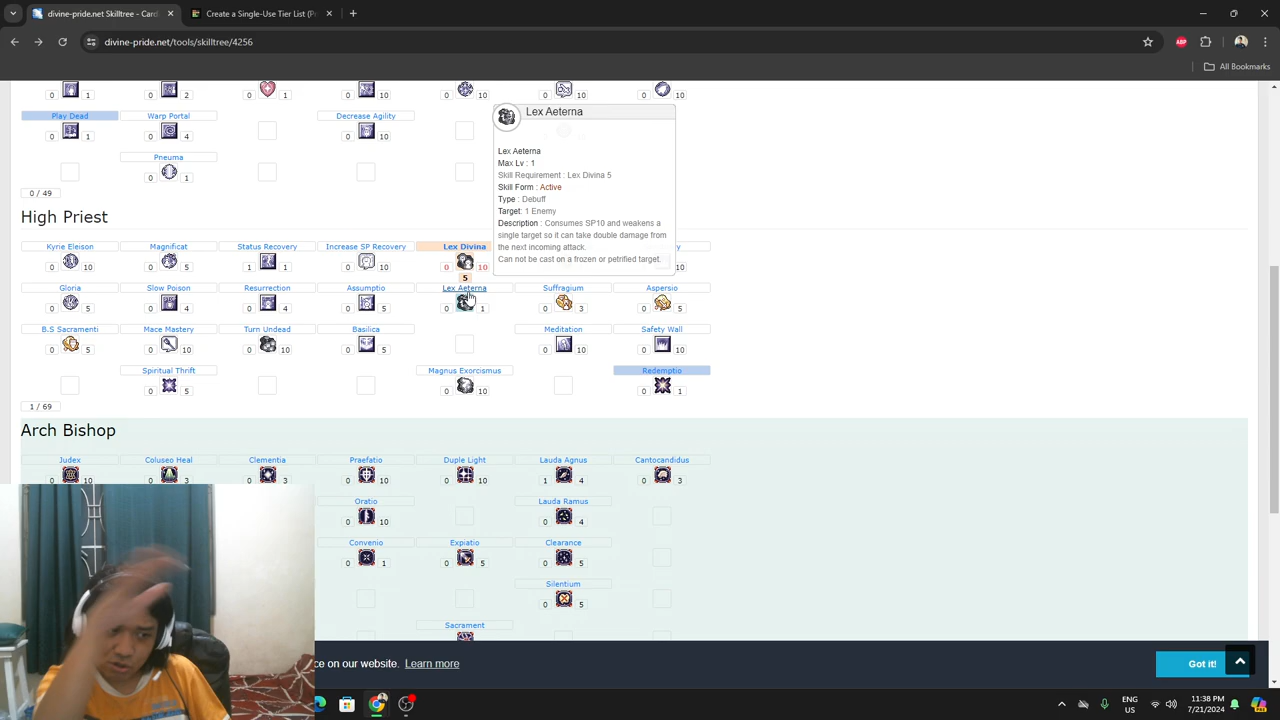 divine-pride.net Skilltree - Car
Create a Single-Use Tier List (P
divine-pride.net/tools/skilltree/4256
ABP
All Bookmarks
0 1 0 2 0 1 0 10 0 10 0 10
Play Dead Warp Portal Decrease Agility
0 1 0 4 0 10
Pneuma
0 1
0 / 49
Lex Aeterna
Lex Aeterna
Max Lv : 1
Skill Requirement : Lex Divina 5
Skill Form : Active
Type : Debuff
Target: 1 Enemy
Description : Consumes SP10 and weakens a
single target so it can take double damage from
the next incoming attack.
Can not be cast on a frozen or petrified target.
High Priest
Kyrie Eleison Magnificat Status Recovery Increase SP Recovery Lex Divina
0 10 0 5 1 1 0 10 0 10 10
5
Gloria Slow Poison Resurrection Assumptio Lex Aeterna Suffragium Aspersio
0 5 0 4 0 4 0 5 0 1 0 3 0 5
B.S Sacramenti Mace Mastery Turn Undead Basilica Meditation Safety Wall
0 5 0 10 0 10 0 5 0 10 0 10
Spiritual Thrift Magnus Exorcismus Redemptio
0 5 0 10 0 1
1 / 69
Arch Bishop
Judex Coluseo Heal Clementia Praefatio Duple Light Lauda Agnus Cantocandidus
0 10 0 3 0 3 0 10 0 10 1 4 0 3
Oratio Lauda Ramus
0 10 0 4
Convenio Expiatio Clearance
0 1 0 5 0 5
Silentium
0 5
Sacrament
ce on our website. Learn more
Got it!
ENG
US
11:38 PM
7/21/2024